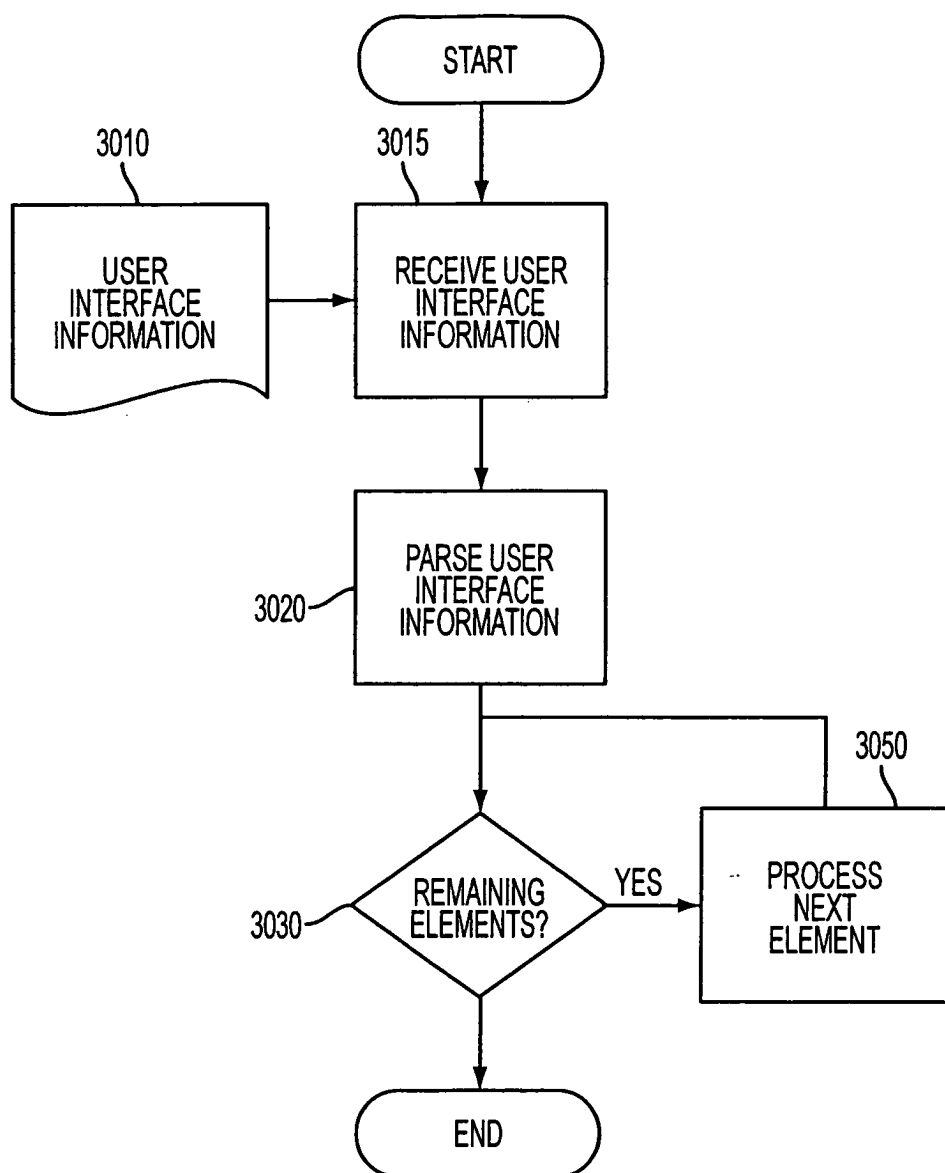 START
3010
3015
USER
INTERFACE
INFORMATION
RECEIVE USER
INTERFACE
INFORMATION
PARSE USER
INTERFACE
INFORMATION
3020
3050
REMAINING
ELEMENTS?
3030
YES
PROCESS
NEXT
ELEMENT
END